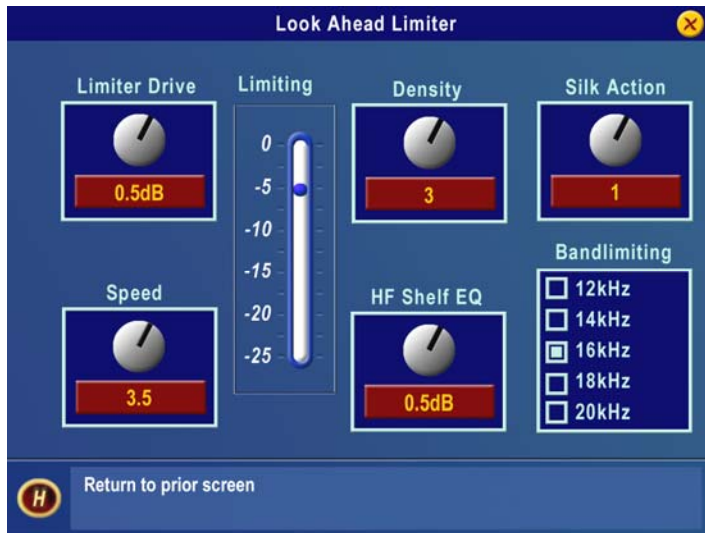 Look Ahead Limiter
Limiter Drive
0.5dB
Limiting
0
-5
-10
-15
-20
-25
Density
3
Silk Action
1
Speed
3.5
HF Shelf EQ
0.5dB
Bandlimiting
12kHz
14kHz
16kHz
18kHz
20kHz
H
Return to prior screen